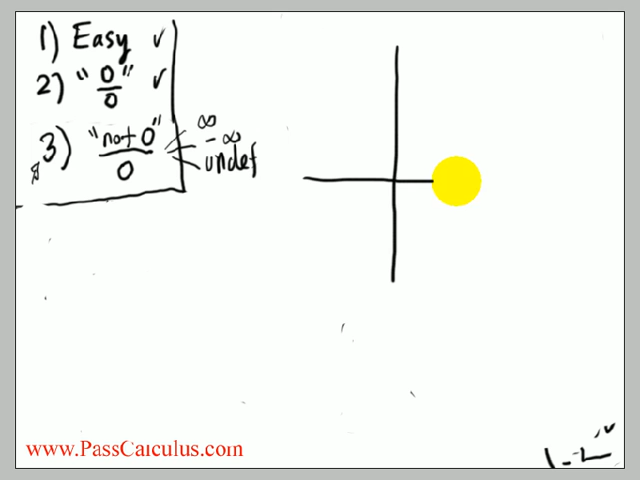 1) Easy ✓
2) "0/0" ✓
3) "not 0"/0 ∞
-∞
undef
www.PassCalculus.com